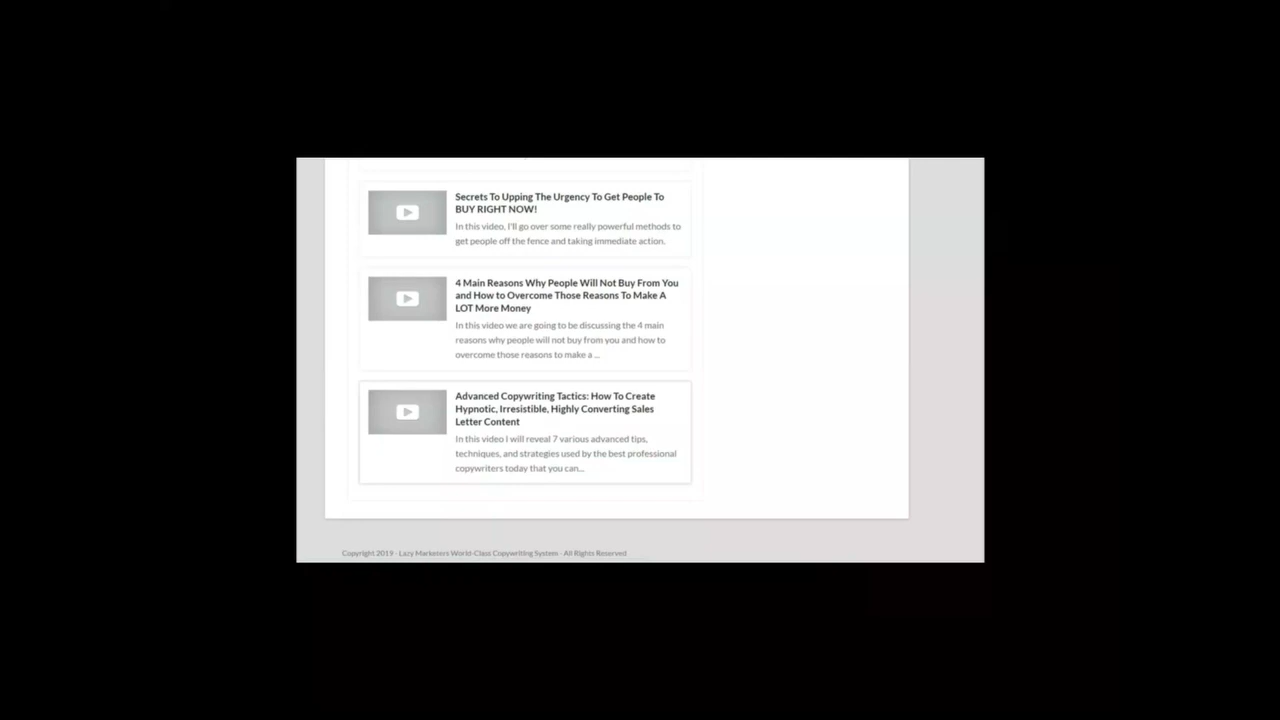 Secrets To Upping The Urgency To Get People To
BUY RIGHT NOW!
In this video, I'll go over some really powerful methods to
get people off the fence and taking immediate action.
4 Main Reasons Why People Will Not Buy From You
and How to Overcome Those Reasons To Make A
LOT More Money
In this video we are going to be discussing the 4 main
reasons why people will not buy from you and how to
overcome those reasons to make a ...
Advanced Copywriting Tactics: How To Create
Hypnotic, Irresistible, Highly Converting Sales
Letter Content
In this video I will reveal 7 various advanced tips,
techniques, and strategies used by the best professional
copywriters today that you can...
Copyright 2019 - Lazy Marketers World-Class Copywriting System - All Rights Reserved